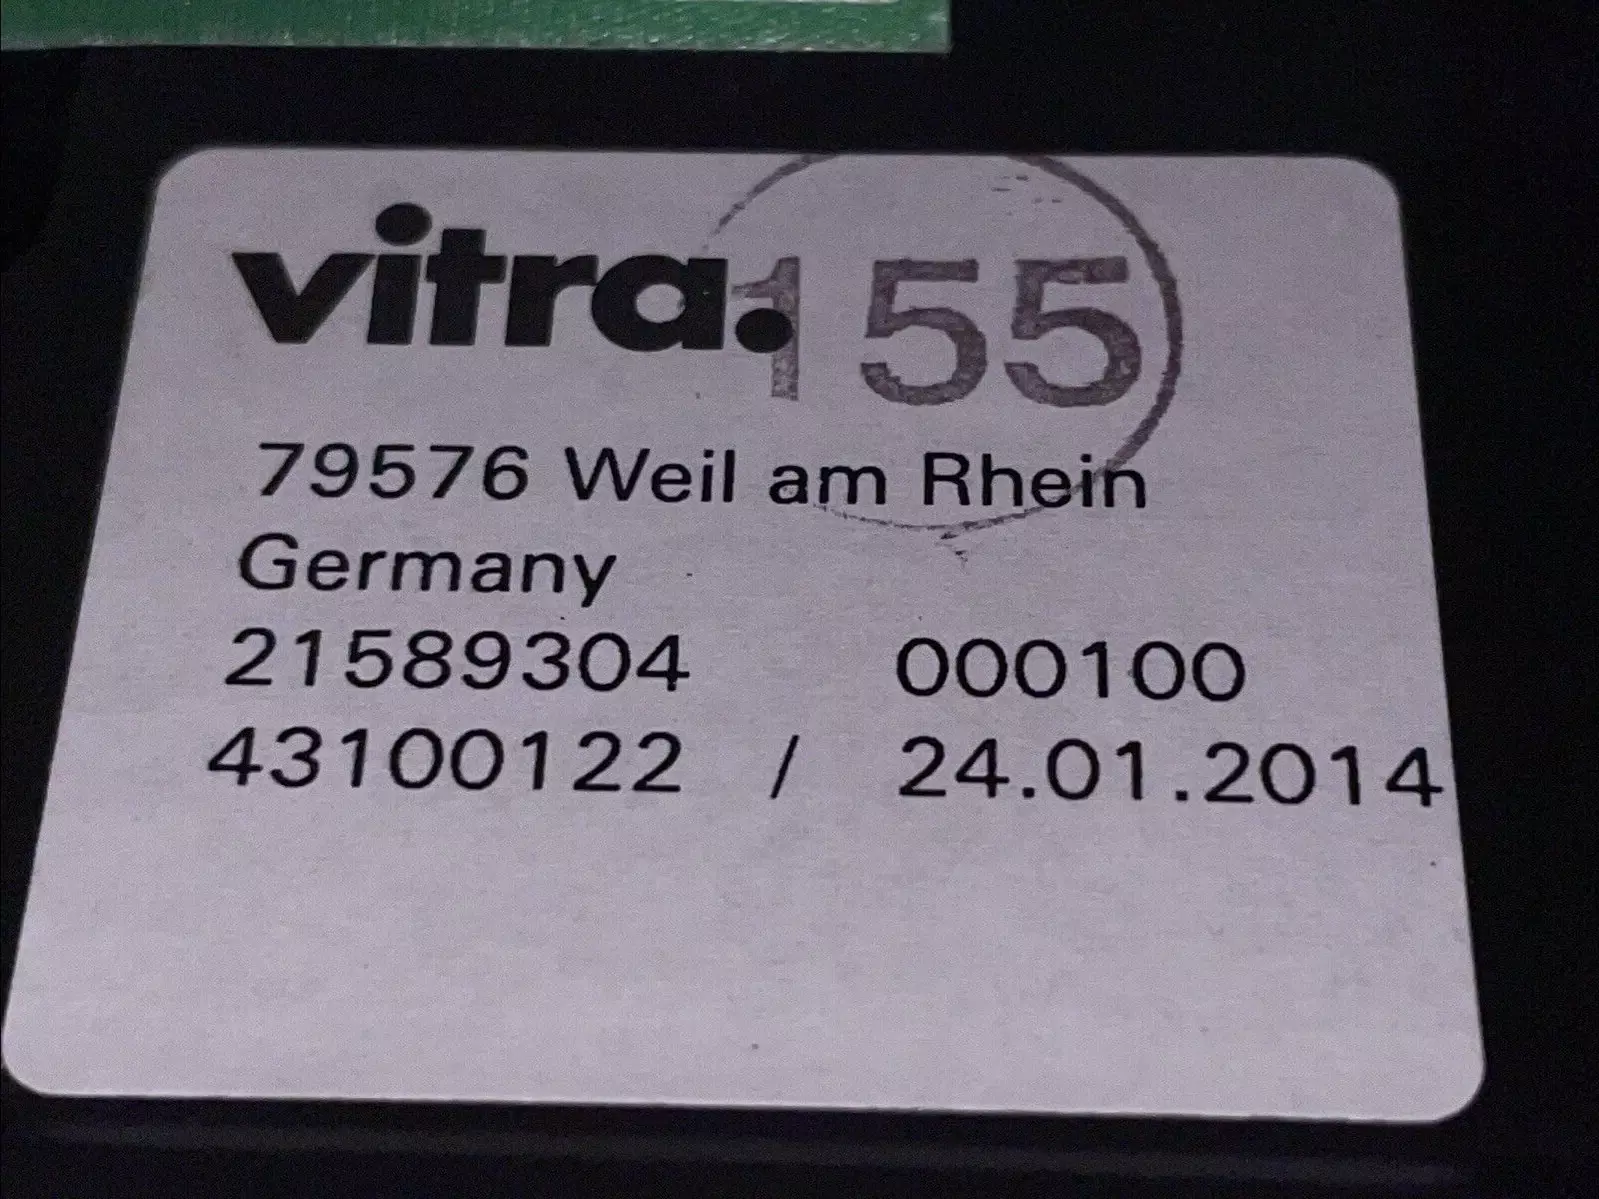 vitra. 155
79576 Weil am Rhein
Germany
21589304 000100
43100122 / 24.01.2014